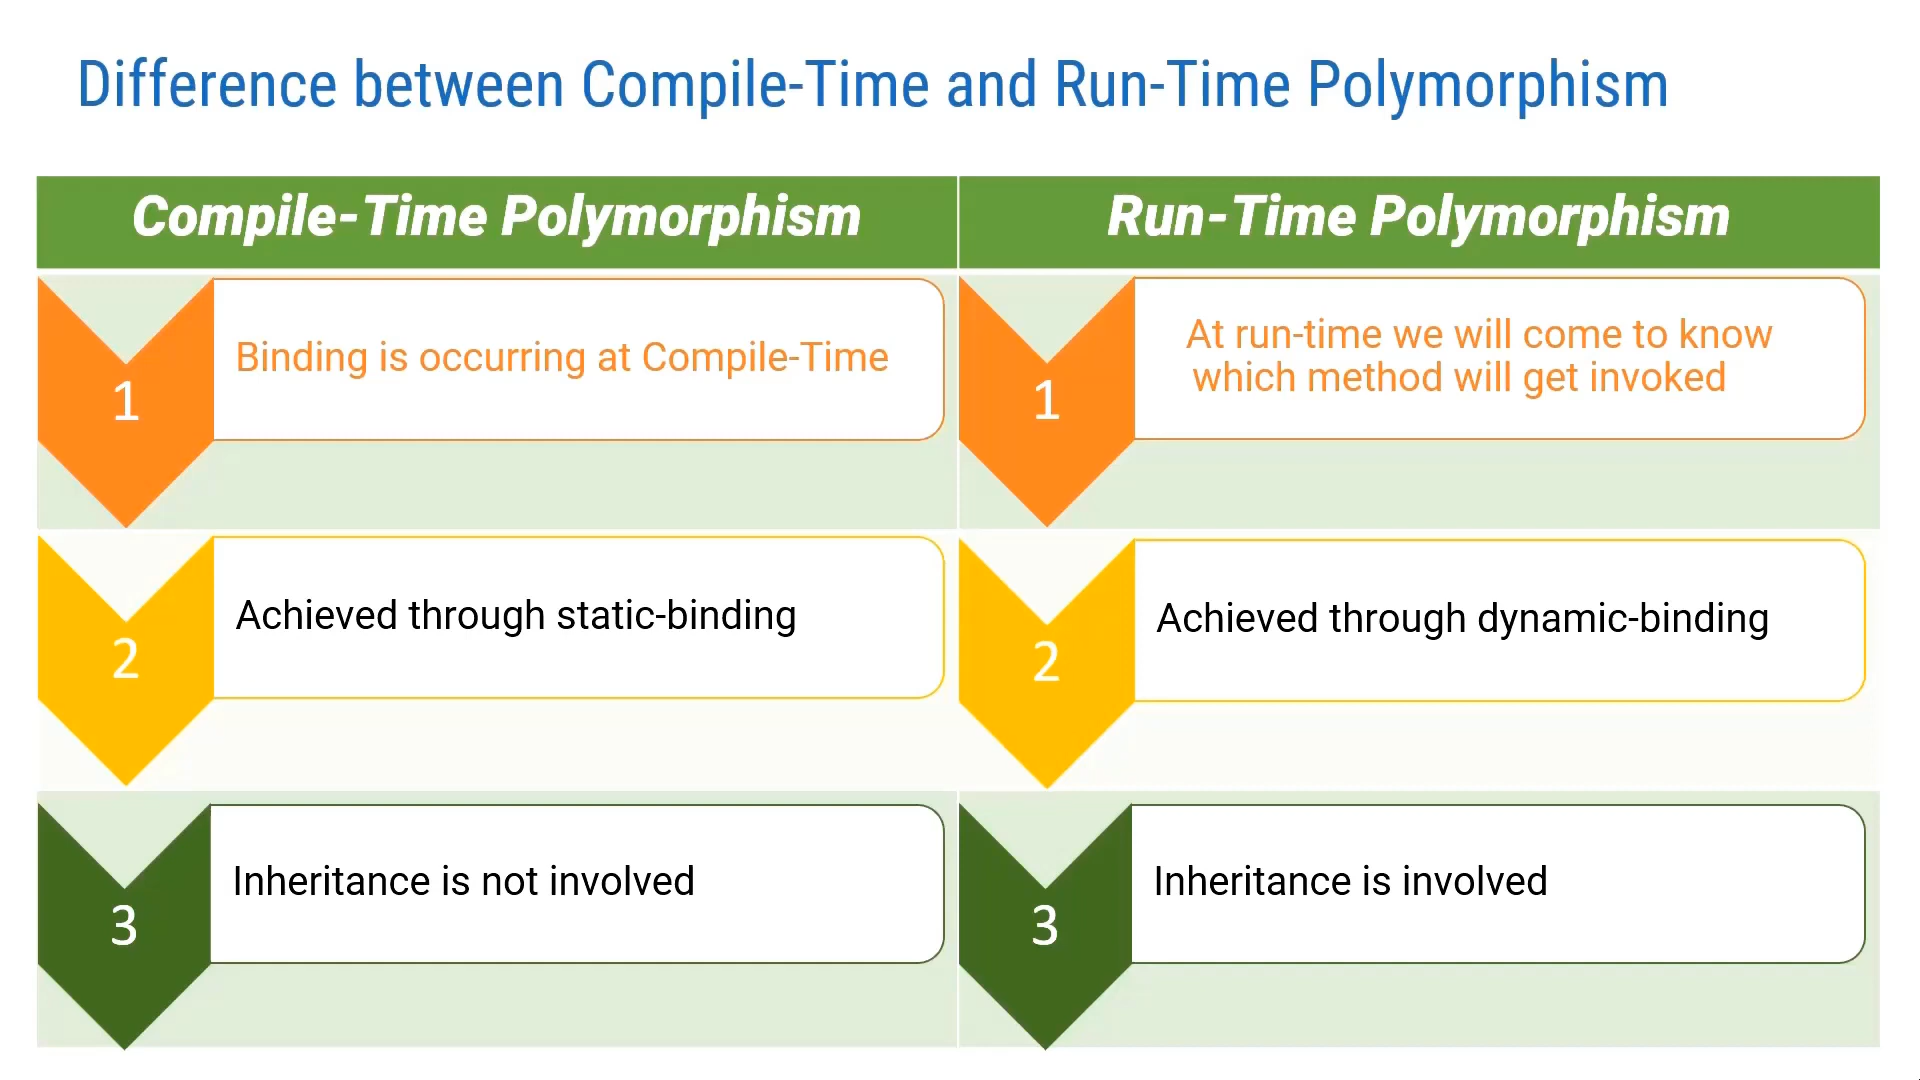 Difference between Compile-Time and Run-Time Polymorphism
Compile-Time Polymorphism
Run-Time Polymorphism
1
Binding is occurring at Compile-Time
1
At run-time we will come to know
which method will get invoked
2
Achieved through static-binding
2
Achieved through dynamic-binding
3
Inheritance is not involved
3
Inheritance is involved